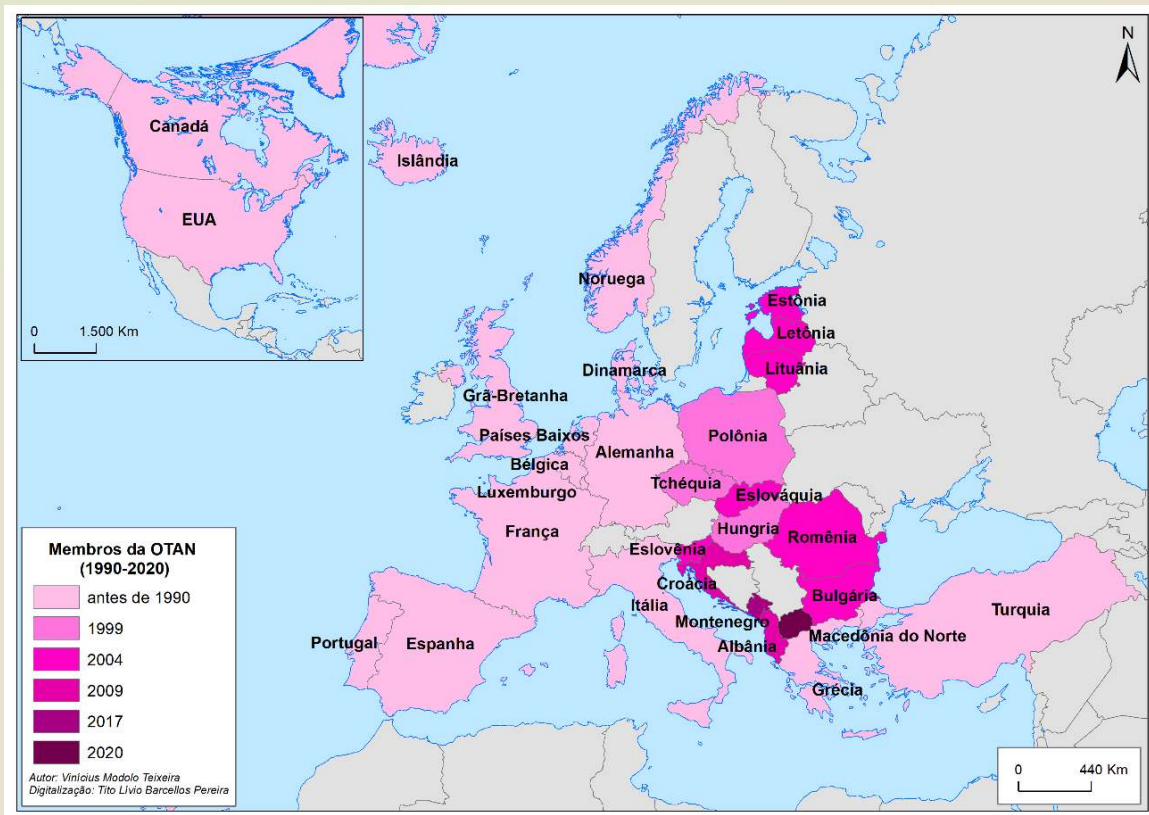 N
Canadá
EUA
0 1.500 Km
Islândia
Noruega
Estônia
Letônia
Lituânia
Dinamarca
Grã-Bretanha
Países Baixos
Alemanha
Polônia
Bélgica
Tchéquia
Luxemburgo
Eslováquia
França
Hungria
Romênia
Eslovênia
Croácia
Bulgária
Itália
Turquia
Montenegro
Macedônia do Norte
Portugal
Espanha
Albânia
Grécia
Membros da OTAN
(1990-2020)
antes de 1990
1999
2004
2009
2017
2020
Autor: Vinícius Modolo Teixeira
Digitalização: Tito Lívio Barcellos Pereira
0 440 Km